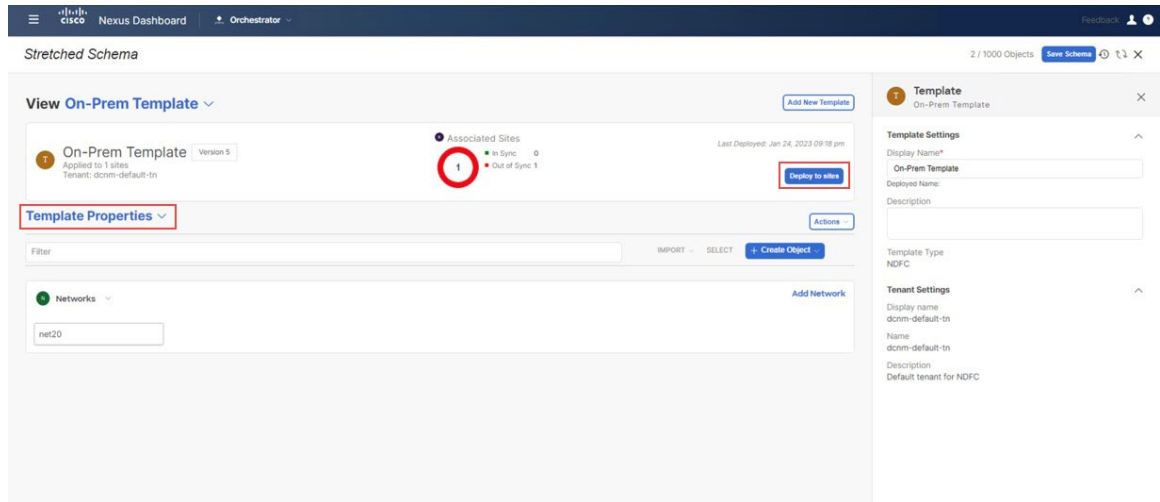 CISCO Nexus Dashboard Orchestrator Feedback
Stretched Schema 2 / 1000 Objects Save Schema
View On-Prem Template Add New Template
T On-Prem Template Version 5
Applied to 1 sites
Tenant: dcnm-default-tn
Associated Sites
1
In Sync 0
Out of Sync 1
Last Deployed: Jan 24, 2023 09:18 pm
Deploy to sites
Template Properties
Actions
Filter IMPORT SELECT + Create Object
N Networks Add Network
net20
T Template
On-Prem Template
Template Settings
Display Name*
On-Prem Template
Deployed Name:
Description
Template Type
NDFC
Tenant Settings
Display name
dcnm-default-tn
Name
dcnm-default-tn
Description
Default tenant for NDFC